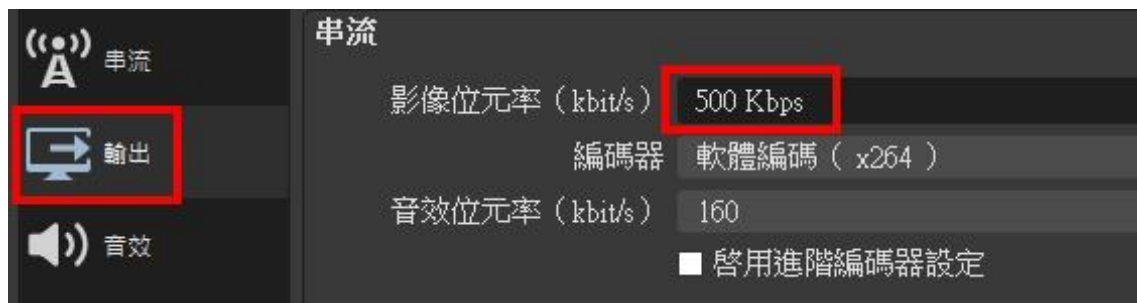 串流
輸出
音效
串流
影像位元率（kbit/s） 500 Kbps
編碼器 軟體編碼（x264）
音效位元率（kbit/s） 160
啓用進階編碼器設定